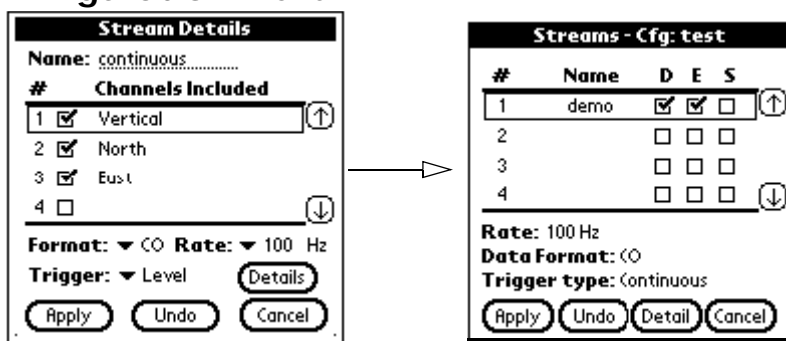 Stream Details
Name: continuous
# Channels Included
1 Vertical
2 North
3 East
4
Format: CO Rate: 100 Hz
Trigger: Level Details
Apply Undo Cancel
Streams - Cfg: test
# Name D E S
1 demo
2
3
4
Rate: 100 Hz
Data Format: CO
Trigger type: Continuous
Apply Undo Detail Cancel